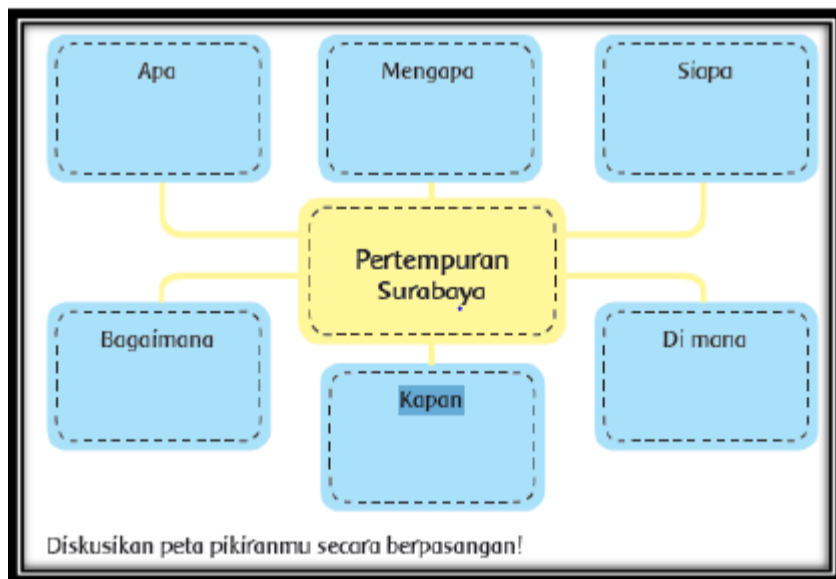 Apa
Mengapa
Siapa
Pertempuran
Surabaya
Bagaimana
Di mana
Kapan
Diskusikan peta pikiranmu secara berpasangan!